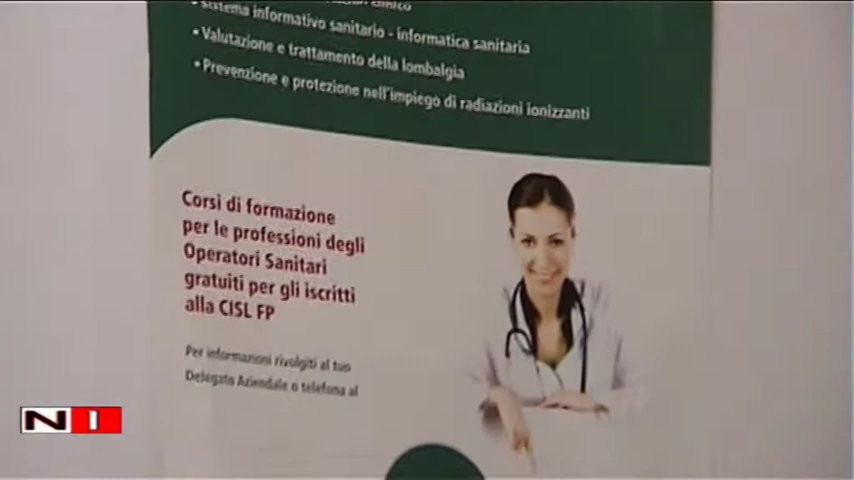 clinico
• Sistema informativo sanitario - informatica sanitaria
• Valutazione e trattamento della lombalgia
• Prevenzione e protezione nell'impiego di radiazioni ionizzanti
Corsi di formazione
per le professioni degli
Operatori Sanitari
gratuiti per gli iscritti
alla CISL FP
Per informazioni rivolgiti al tuo
Delegato Aziendale o telefona al
N1